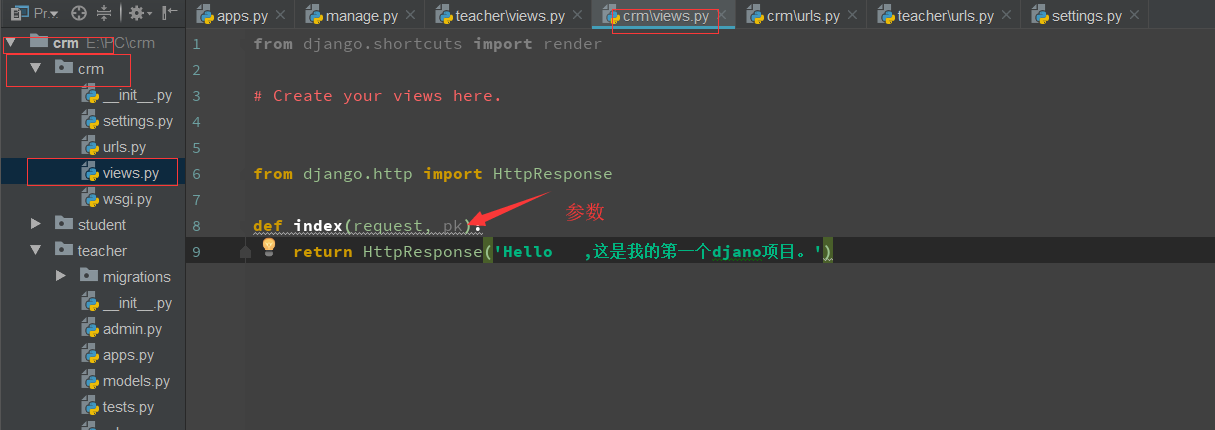 Pr..
apps.py
manage.py
teacher\views.py
crm\views.py
crm\urls.py
teacher\urls.py
settings.py
crm E:\PC\crm
crm
__init__.py
settings.py
urls.py
views.py
wsgi.py
student
teacher
migrations
__init__.py
admin.py
apps.py
models.py
tests.py
1 from django.shortcuts import render
2
3 # Create your views here.
4
5
6 from django.http import HttpResponse
7
8 def index(request, pk):
参数
9 return HttpResponse('Hello ,这是我的第一个djano项目。')